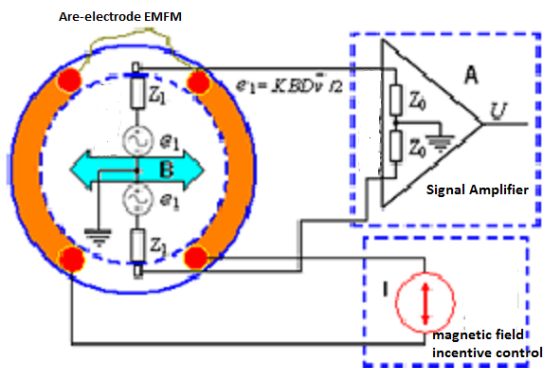 Are-electrode EMFM
e₁=KBDv̄/2
A
Z₁
Z₀
U
e₁
Z₀
B
Signal Amplifier
e₁
Z₁
I
magnetic field
incentive control